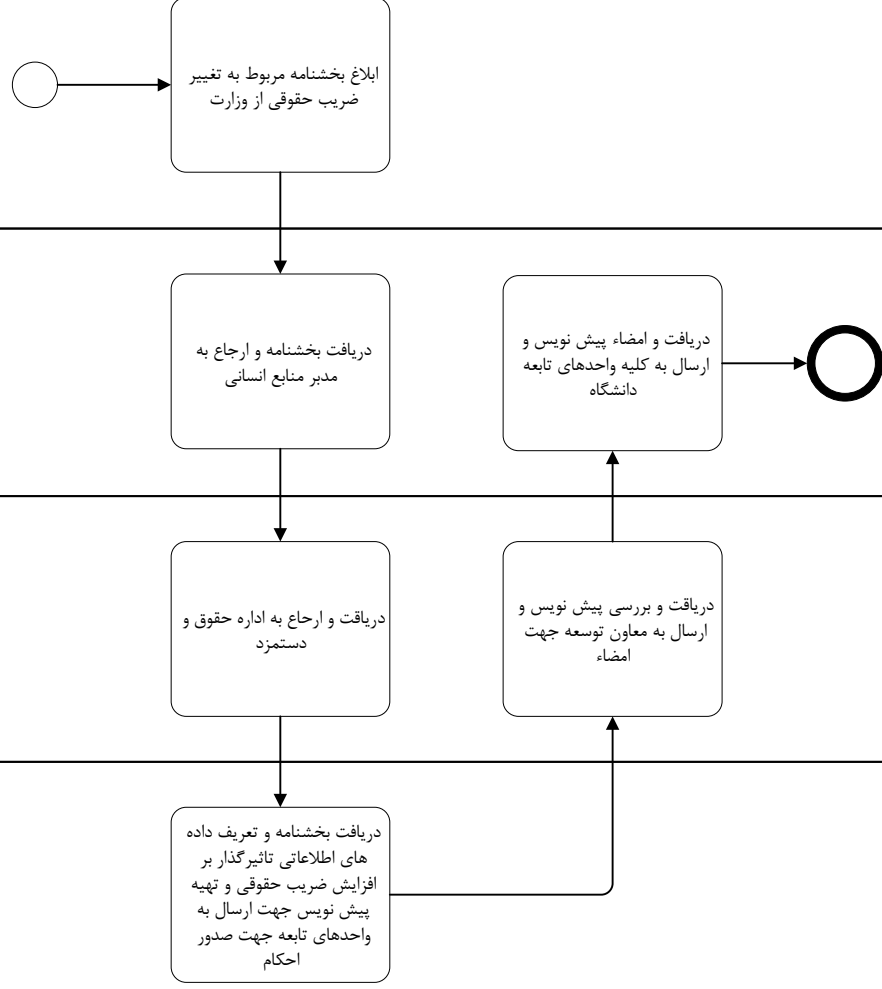 ابلاغ بخشنامه مربوط به تغییر
ضریب حقوقی از وزارت
دریافت بخشنامه و ارجاع به
مدبر منابع انسانی
دریافت و امضاء پیش نویس و
ارسال به کلیه واحدهای تابعه
دانشگاه
دریاقت و ارحاع به اداره حقوق و
دستمزد
دریاقت و بررسی پیش نویس و
ارسال به معاون توسعه جهت
امضاء
دریافت بخشنامه و تعریف داده
های اطلاعاتی تاثیرگذار بر
افزایش ضریب حقوقی و تهیه
پیش نویس جهت ارسال به
واحدهای تابعه جهت صدور
احکام